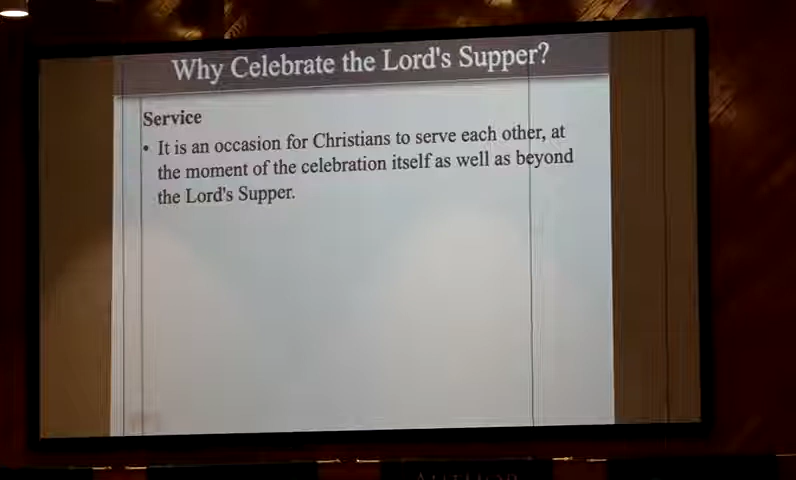 Why Celebrate the Lord's Supper?
Service
• It is an occasion for Christians to serve each other, at
the moment of the celebration itself as well as beyond
the Lord's Supper.